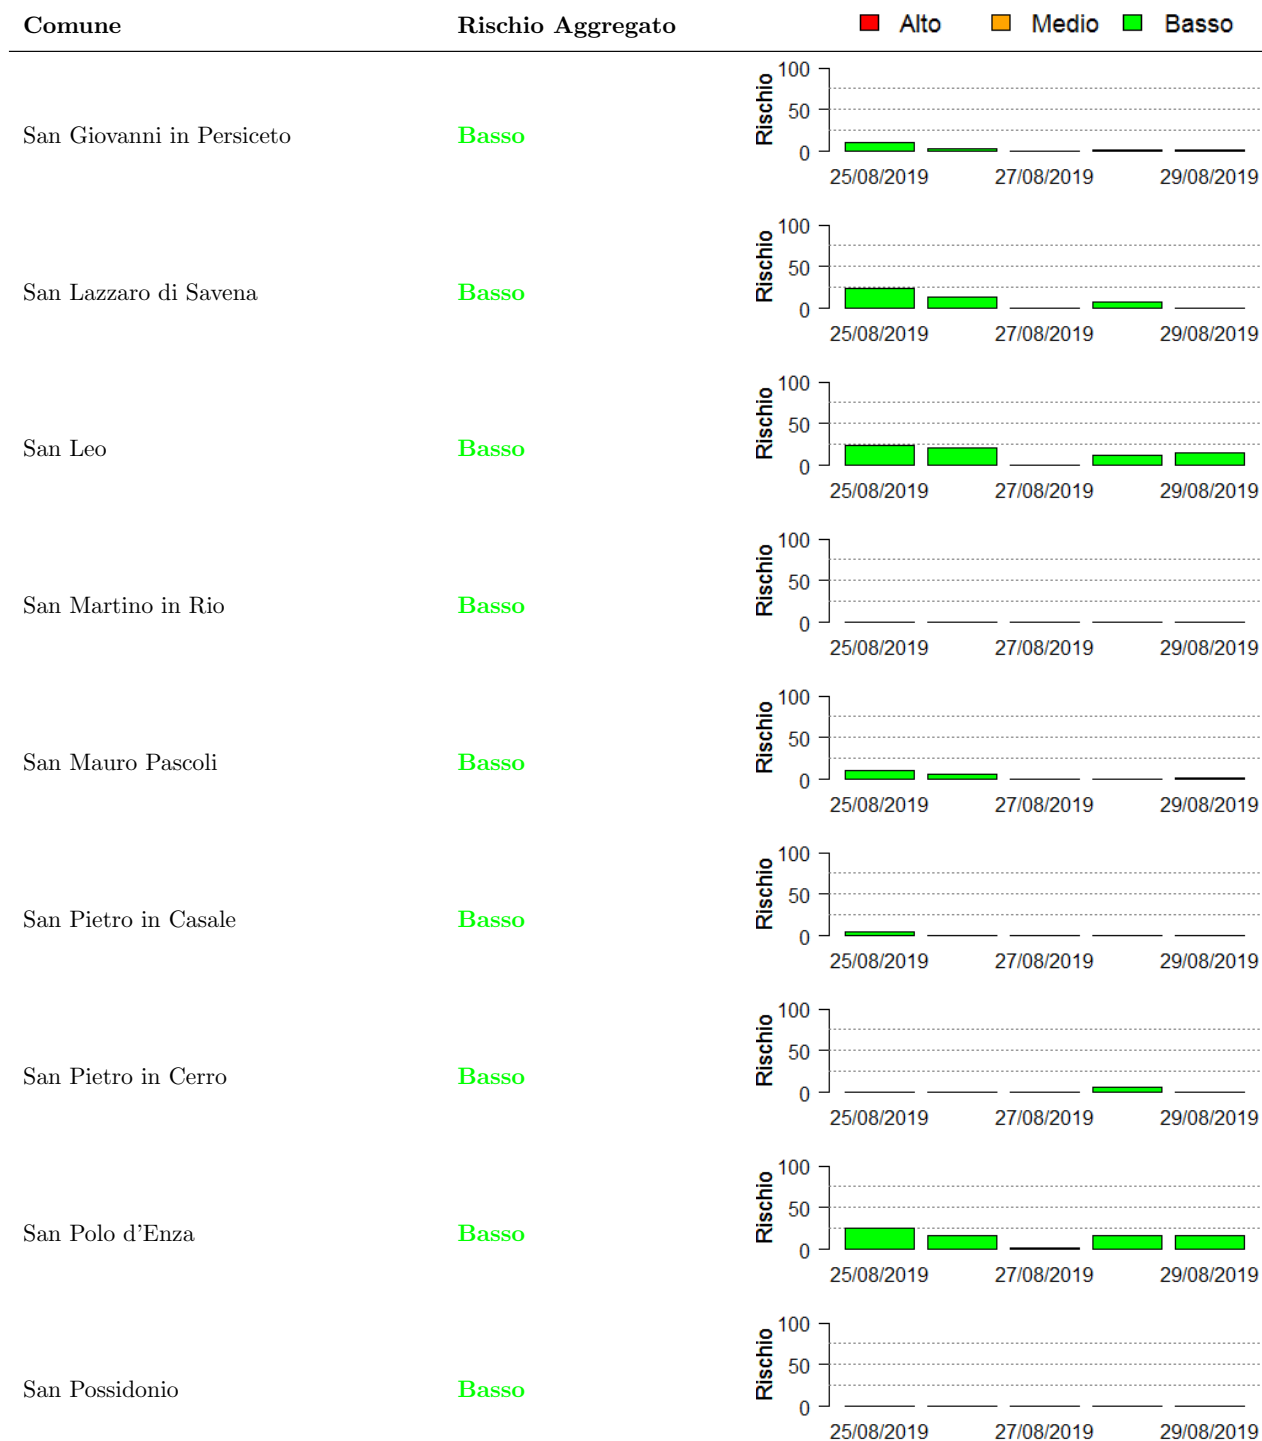 Comune Rischio Aggregato Alto Medio Basso
San Giovanni in Persiceto Basso
Rischio
100
50
0
25/08/2019 27/08/2019 29/08/2019
San Lazzaro di Savena Basso
Rischio
100
50
0
25/08/2019 27/08/2019 29/08/2019
San Leo Basso
Rischio
100
50
0
25/08/2019 27/08/2019 29/08/2019
San Martino in Rio Basso
Rischio
100
50
0
25/08/2019 27/08/2019 29/08/2019
San Mauro Pascoli Basso
Rischio
100
50
0
25/08/2019 27/08/2019 29/08/2019
San Pietro in Casale Basso
Rischio
100
50
0
25/08/2019 27/08/2019 29/08/2019
San Pietro in Cerro Basso
Rischio
100
50
0
25/08/2019 27/08/2019 29/08/2019
San Polo d'Enza Basso
Rischio
100
50
0
25/08/2019 27/08/2019 29/08/2019
San Possidonio Basso
Rischio
100
50
0
25/08/2019 27/08/2019 29/08/2019